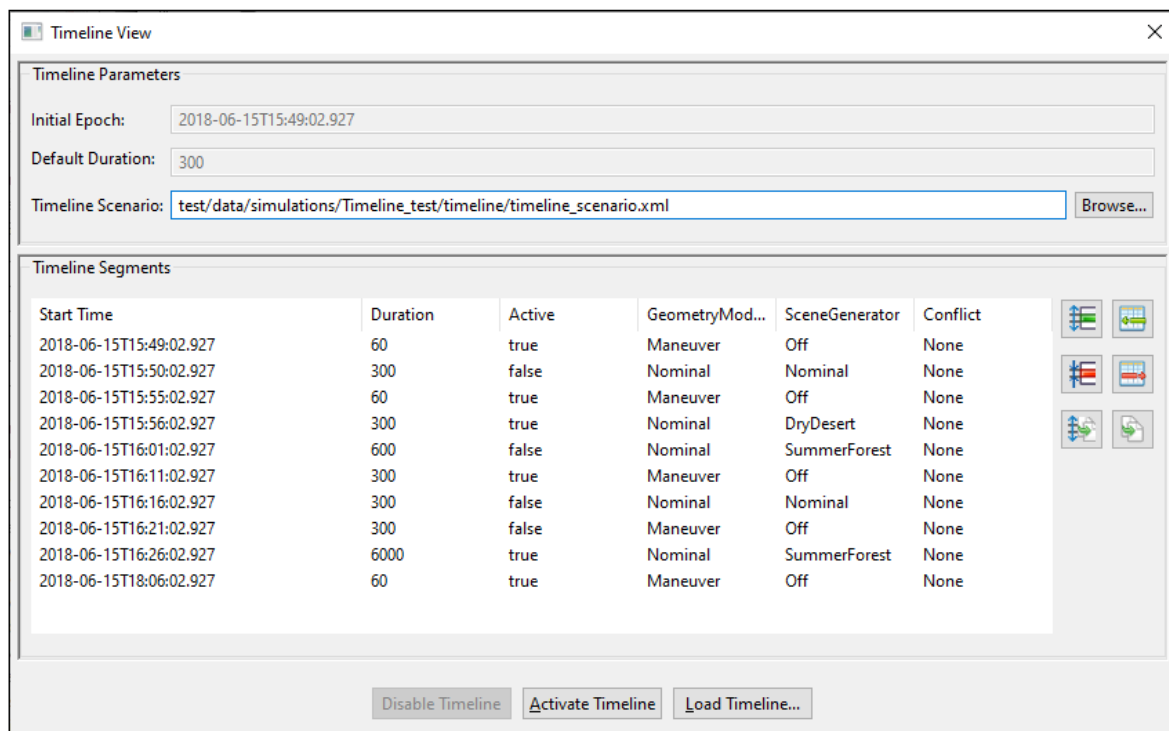 Timeline View
Timeline Parameters
Initial Epoch: 2018-06-15T15:49:02.927
Default Duration: 300
Timeline Scenario: test/data/simulations/Timeline_test/timeline/timeline_scenario.xml Browse...
Timeline Segments
Start Time Duration Active GeometryMod... SceneGenerator Conflict
2018-06-15T15:49:02.927 60 true Maneuver Off None
2018-06-15T15:50:02.927 300 false Nominal Nominal None
2018-06-15T15:55:02.927 60 true Maneuver Off None
2018-06-15T15:56:02.927 300 true Nominal DryDesert None
2018-06-15T16:01:02.927 600 false Nominal SummerForest None
2018-06-15T16:11:02.927 300 true Maneuver Off None
2018-06-15T16:16:02.927 300 false Nominal Nominal None
2018-06-15T16:21:02.927 300 false Maneuver Off None
2018-06-15T16:26:02.927 6000 true Nominal SummerForest None
2018-06-15T18:06:02.927 60 true Maneuver Off None
Disable Timeline Activate Timeline Load Timeline...